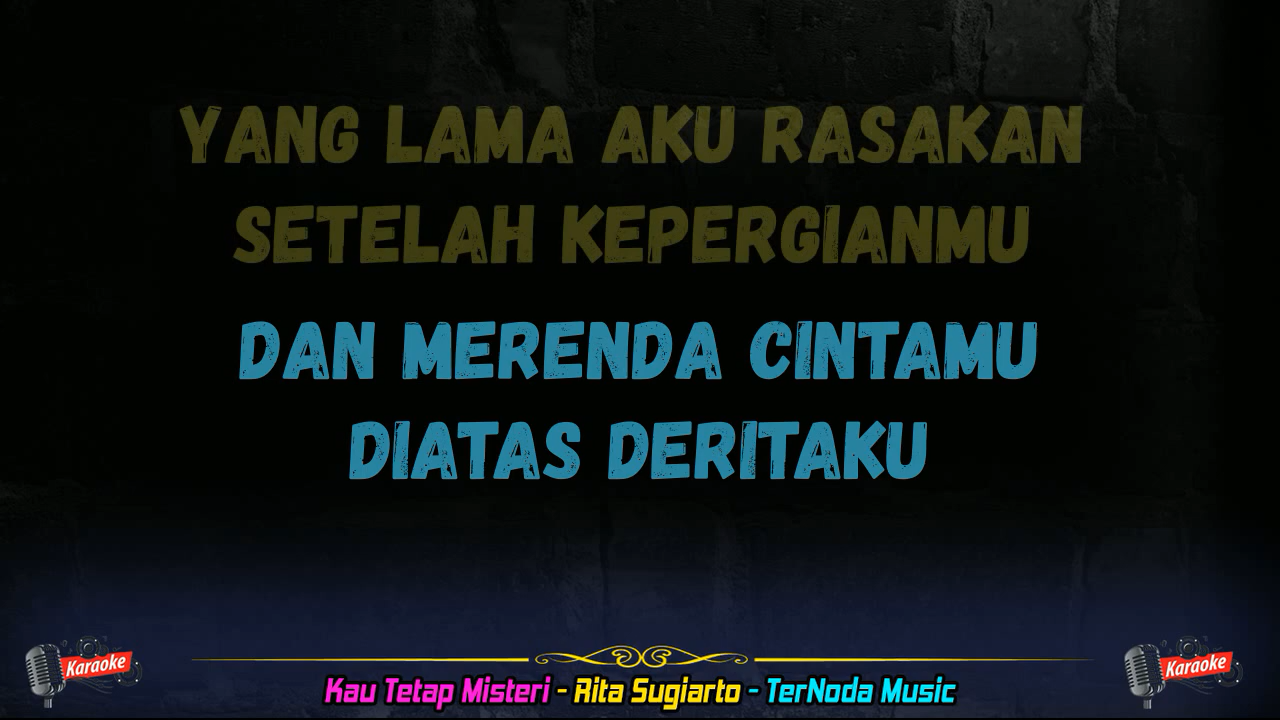 YANG LAMA AKU RASAKAN
SETELAH KEPERGIANMU
DAN MERENDA CINTAMU
DIATAS DERITAKU
Karaoke
Karaoke
Kau Tetap Misteri - Rita Sugiarto - TerNoda Music